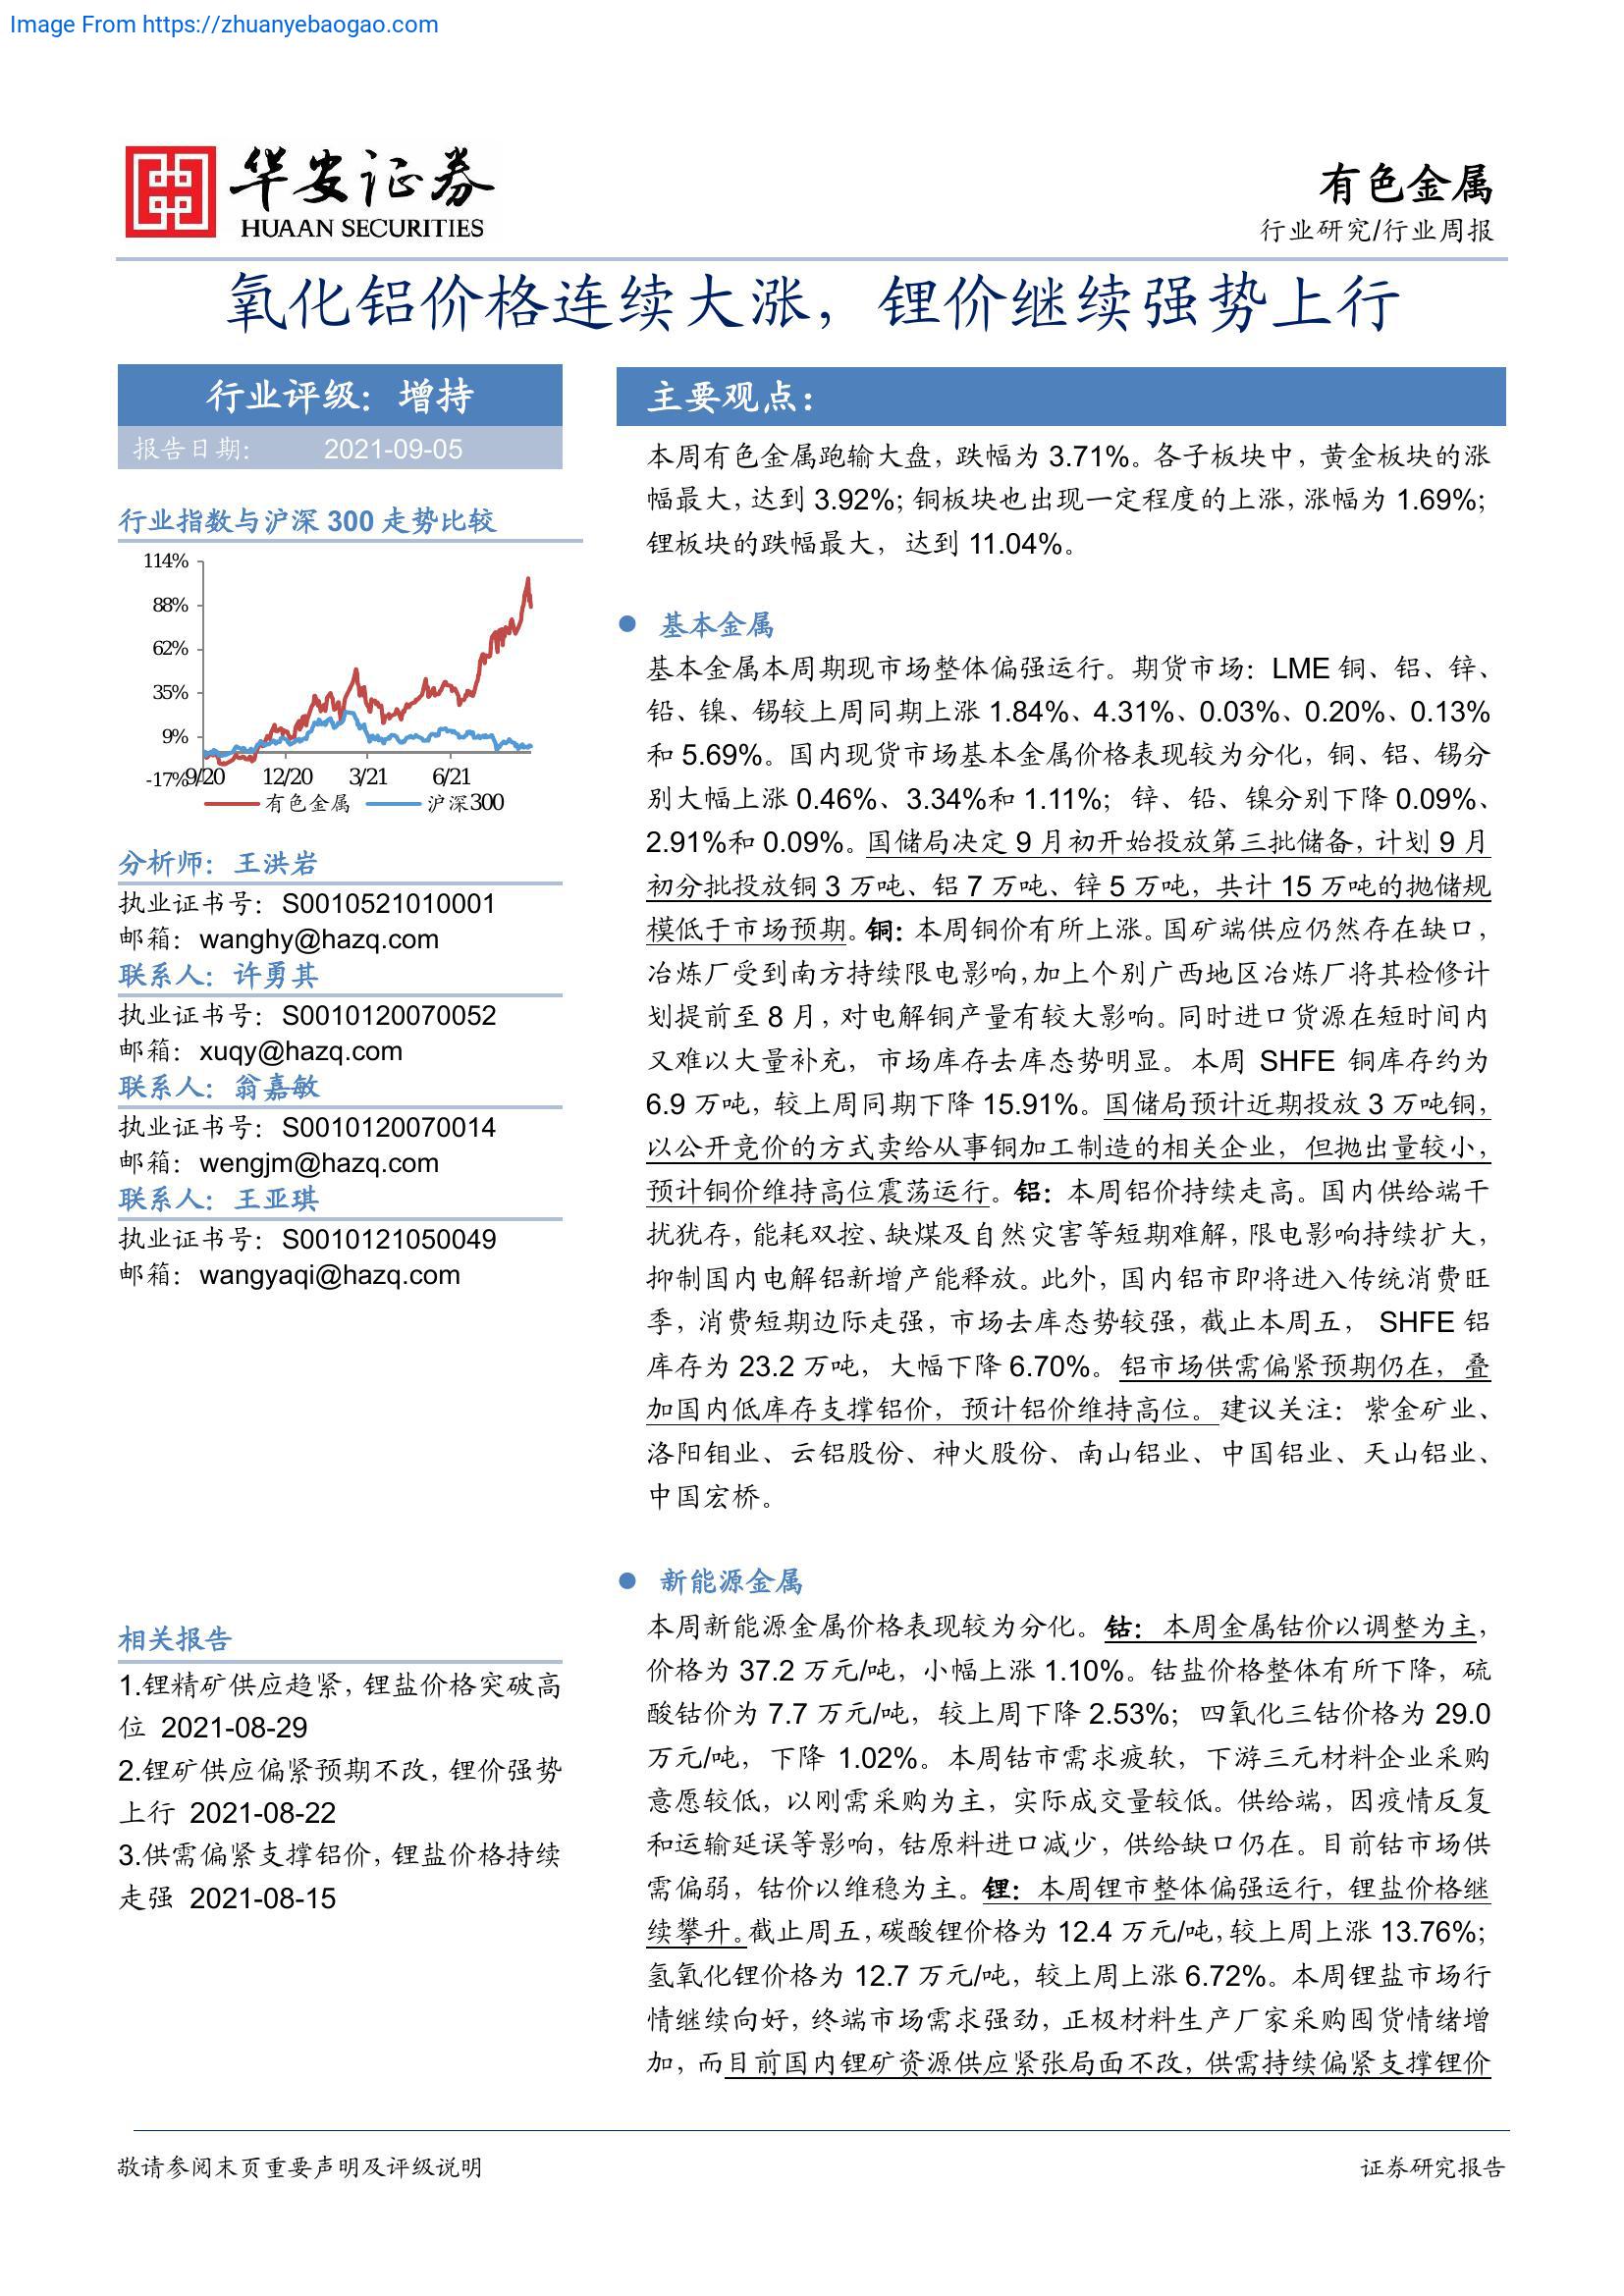 Image From https://zhuanyebaogao.com
华安证券
HUAAN SECURITIES
有色金属
行业研究/行业周报
氧化铝价格连续大涨，锂价继续强势上行
行业评级：增持
报告日期： 2021-09-05
行业指数与沪深 300 走势比较
114%
88%
62%
35%
9%
-17%
9/20 12/20 3/21 6/21
有色金属 沪深300
分析师：王洪岩
执业证书号：S0010521010001
邮箱：wanghy@hazq.com
联系人：许勇其
执业证书号：S0010120070052
邮箱：xuqy@hazq.com
联系人：翁嘉敏
执业证书号：S0010120070014
邮箱：wengjm@hazq.com
联系人：王亚琪
执业证书号：S0010121050049
邮箱：wangyaqi@hazq.com
相关报告
1.锂精矿供应趋紧，锂盐价格突破高
位 2021-08-29
2.锂矿供应偏紧预期不改，锂价强势
上行 2021-08-22
3.供需偏紧支撑铝价，锂盐价格持续
走强 2021-08-15
主要观点：
本周有色金属跑输大盘，跌幅为 3.71%。各子板块中，黄金板块的涨
幅最大，达到 3.92%；铜板块也出现一定程度的上涨，涨幅为 1.69%；
锂板块的跌幅最大，达到 11.04%。
● 基本金属
基本金属本周期现市场整体偏强运行。期货市场：LME 铜、铝、锌、
铅、镍、锡较上周同期上涨 1.84%、4.31%、0.03%、0.20%、0.13%
和 5.69%。国内现货市场基本金属价格表现较为分化，铜、铝、锡分
别大幅上涨 0.46%、3.34%和 1.11%；锌、铅、镍分别下降 0.09%、
2.91%和 0.09%。国储局决定 9 月初开始投放第三批储备，计划 9 月
初分批投放铜 3 万吨、铝 7 万吨、锌 5 万吨，共计 15 万吨的抛储规
模低于市场预期。铜：本周铜价有所上涨。国矿端供应仍然存在缺口，
冶炼厂受到南方持续限电影响，加上个别广西地区冶炼厂将其检修计
划提前至 8 月，对电解铜产量有较大影响。同时进口货源在短时间内
又难以大量补充，市场库存去库态势明显。本周 SHFE 铜库存约为
6.9 万吨，较上周同期下降 15.91%。国储局预计近期投放 3 万吨铜，
以公开竞价的方式卖给从事铜加工制造的相关企业，但抛出量较小，
预计铜价维持高位震荡运行。铝：本周铝价持续走高。国内供给端干
扰犹存，能耗双控、缺煤及自然灾害等短期难解，限电影响持续扩大，
抑制国内电解铝新增产能释放。此外，国内铝市即将进入传统消费旺
季，消费短期边际走强，市场去库态势较强，截止本周五， SHFE 铝
库存为 23.2 万吨，大幅下降 6.70%。铝市场供需偏紧预期仍在，叠
加国内低库存支撑铝价，预计铝价维持高位。建议关注：紫金矿业、
洛阳钼业、云铝股份、神火股份、南山铝业、中国铝业、天山铝业、
中国宏桥。
● 新能源金属
本周新能源金属价格表现较为分化。钴：本周金属钴价以调整为主，
价格为 37.2 万元/吨，小幅上涨 1.10%。钴盐价格整体有所下降，硫
酸钴价为 7.7 万元/吨，较上周下降 2.53%；四氧化三钴价格为 29.0
万元/吨，下降 1.02%。本周钴市需求疲软，下游三元材料企业采购
意愿较低，以刚需采购为主，实际成交量较低。供给端，因疫情反复
和运输延误等影响，钴原料进口减少，供给缺口仍在。目前钴市场供
需偏弱，钴价以维稳为主。锂：本周锂市整体偏强运行，锂盐价格继
续攀升。截止周五，碳酸锂价格为 12.4 万元/吨，较上周上涨 13.76%；
氢氧化锂价格为 12.7 万元/吨，较上周上涨 6.72%。本周锂盐市场行
情继续向好，终端市场需求强劲，正极材料生产厂家采购囤货情绪增
加，而目前国内锂矿资源供应紧张局面不改，供需持续偏紧支撑锂价
敬请参阅末页重要声明及评级说明
证券研究报告